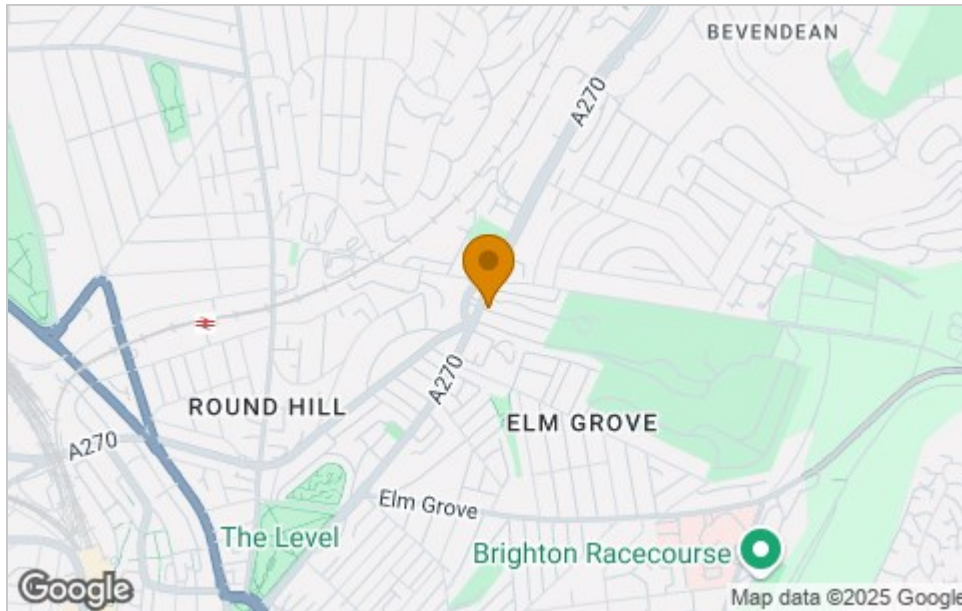 BEVENDEAN
A270
A270
ROUND HILL
ELM GROVE
A270
Elm Grove
The Level
Brighton Racecourse
Google
Map data ©2025 Google